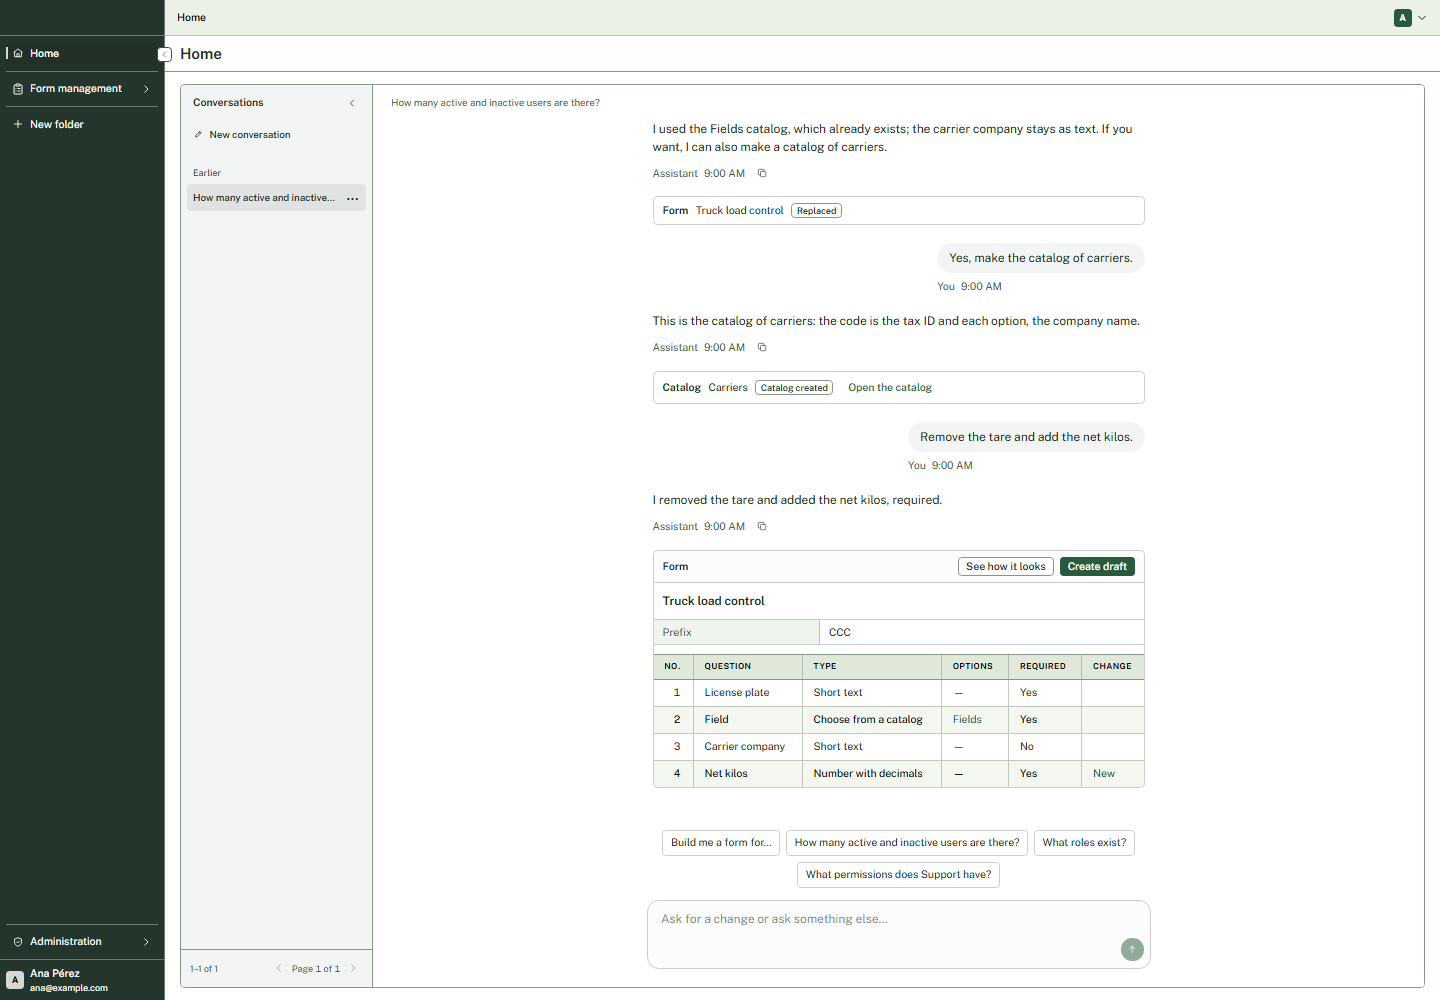 Home
A
Home
Form management
New folder
Home
Conversations
New conversation
Earlier
How many active and inactive...
1–1 of 1
Page 1 of 1
Administration
A
Ana Pérez
ana@example.com
How many active and inactive users are there?
I used the Fields catalog, which already exists; the carrier company stays as text. If you
want, I can also make a catalog of carriers.
Assistant 9:00 AM
Form Truck load control Replaced
Yes, make the catalog of carriers.
You 9:00 AM
This is the catalog of carriers: the code is the tax ID and each option, the company name.
Assistant 9:00 AM
Catalog Carriers Catalog created Open the catalog
Remove the tare and add the net kilos.
You 9:00 AM
I removed the tare and added the net kilos, required.
Assistant 9:00 AM
Form See how it looks Create draft
Truck load control
Prefix CCC
NO. QUESTION TYPE OPTIONS REQUIRED CHANGE
1 License plate Short text — Yes
2 Field Choose from a catalog Fields Yes
3 Carrier company Short text — No
4 Net kilos Number with decimals — Yes New
Build me a form for... How many active and inactive users are there? What roles exist?
What permissions does Support have?
Ask for a change or ask something else...